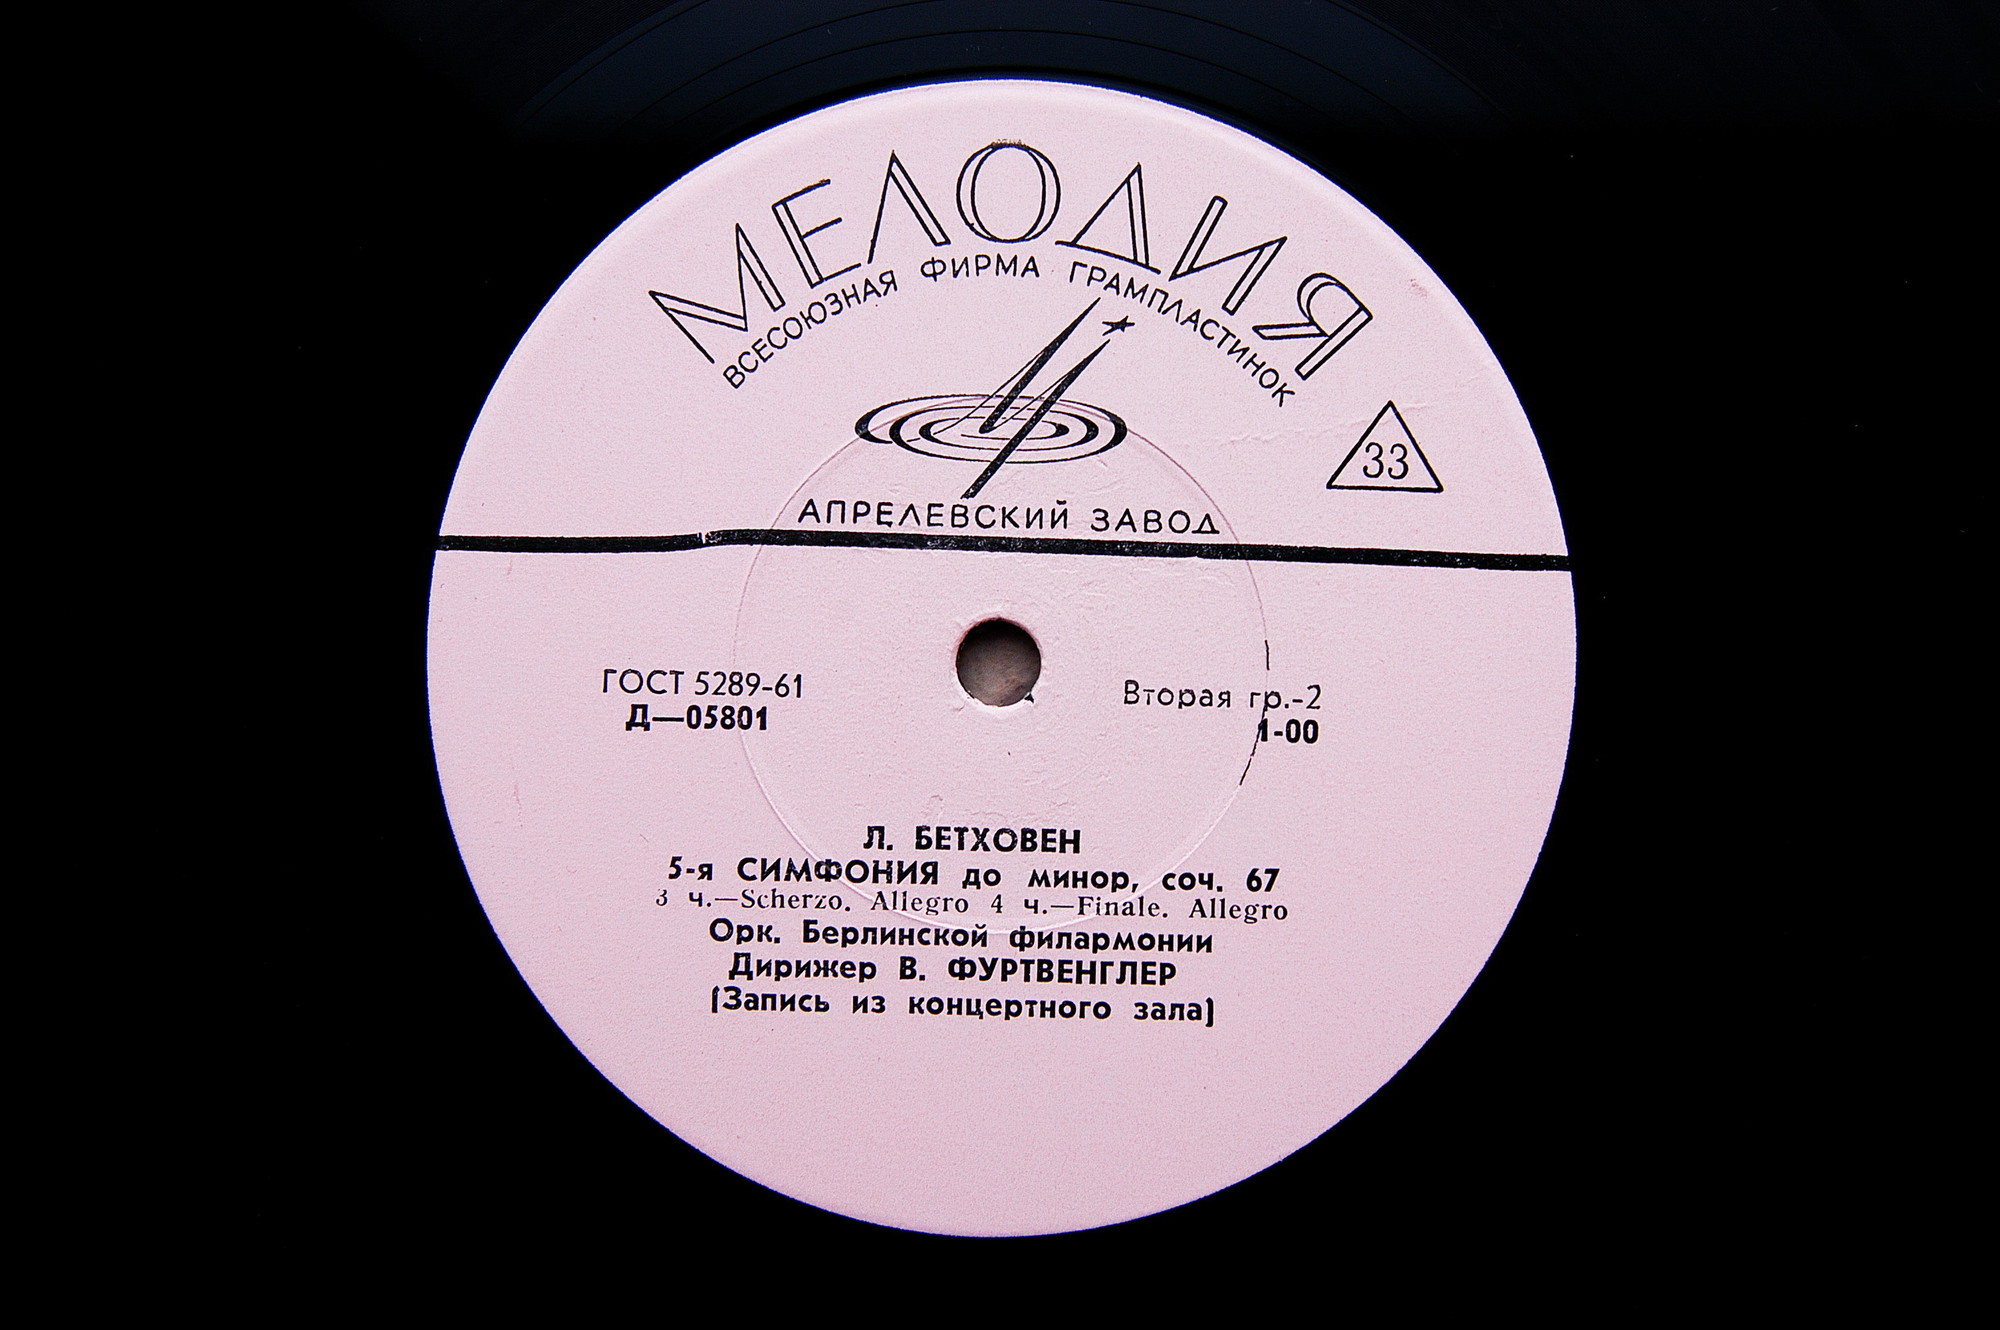 МЕЛОДИЯ
ВСЕСОЮЗНАЯ ФИРМА ГРАМПЛАСТИНОК
33
АПРЕЛЕВСКИЙ ЗАВОД
ГОСТ 5289-61
Д—05801
Вторая гр.-2
1-00
Л. БЕТХОВЕН
5-я СИМФОНИЯ до минор, соч. 67
3 ч.—Scherzo. Allegro 4 ч.—Finale. Allegro
Орк. Берлинской филармонии
Дирижер В. ФУРТВЕНГЛЕР
(Запись из концертного зала)